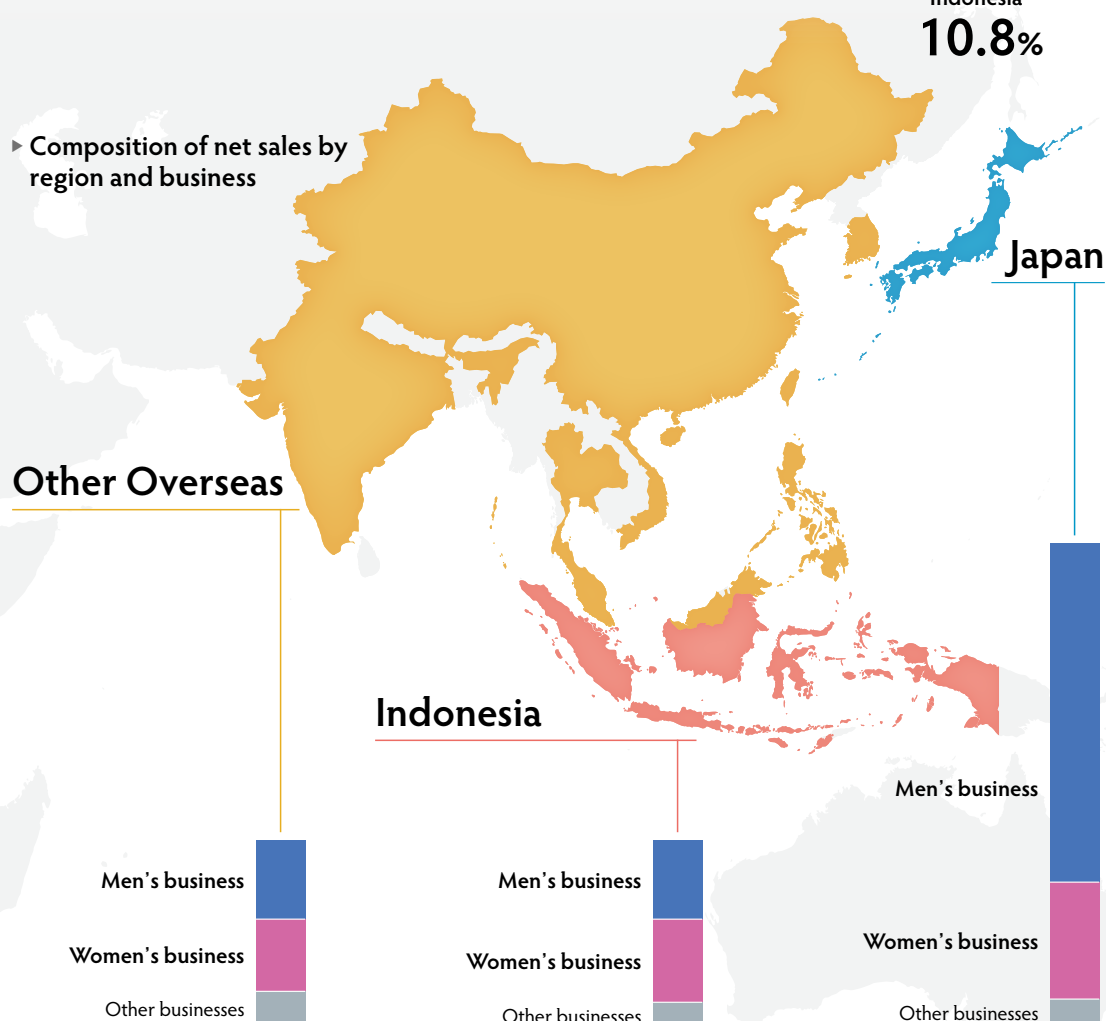 Indonesia
10.8%
Composition of net sales by
region and business
Japan
Other Overseas
Indonesia
Men's business
Men's business
Men's business
Women's business
Women's business
Women's business
Other businesses
Other businesses
Other businesses